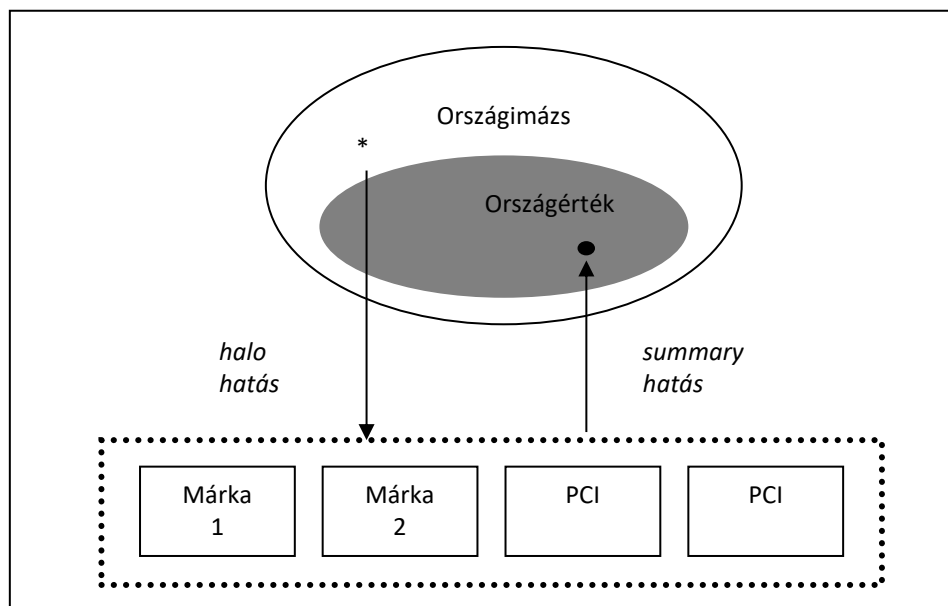 Országimázs
*
Országérték
halo
hatás
summary
hatás
Márka
1
Márka
2
PCI
PCI